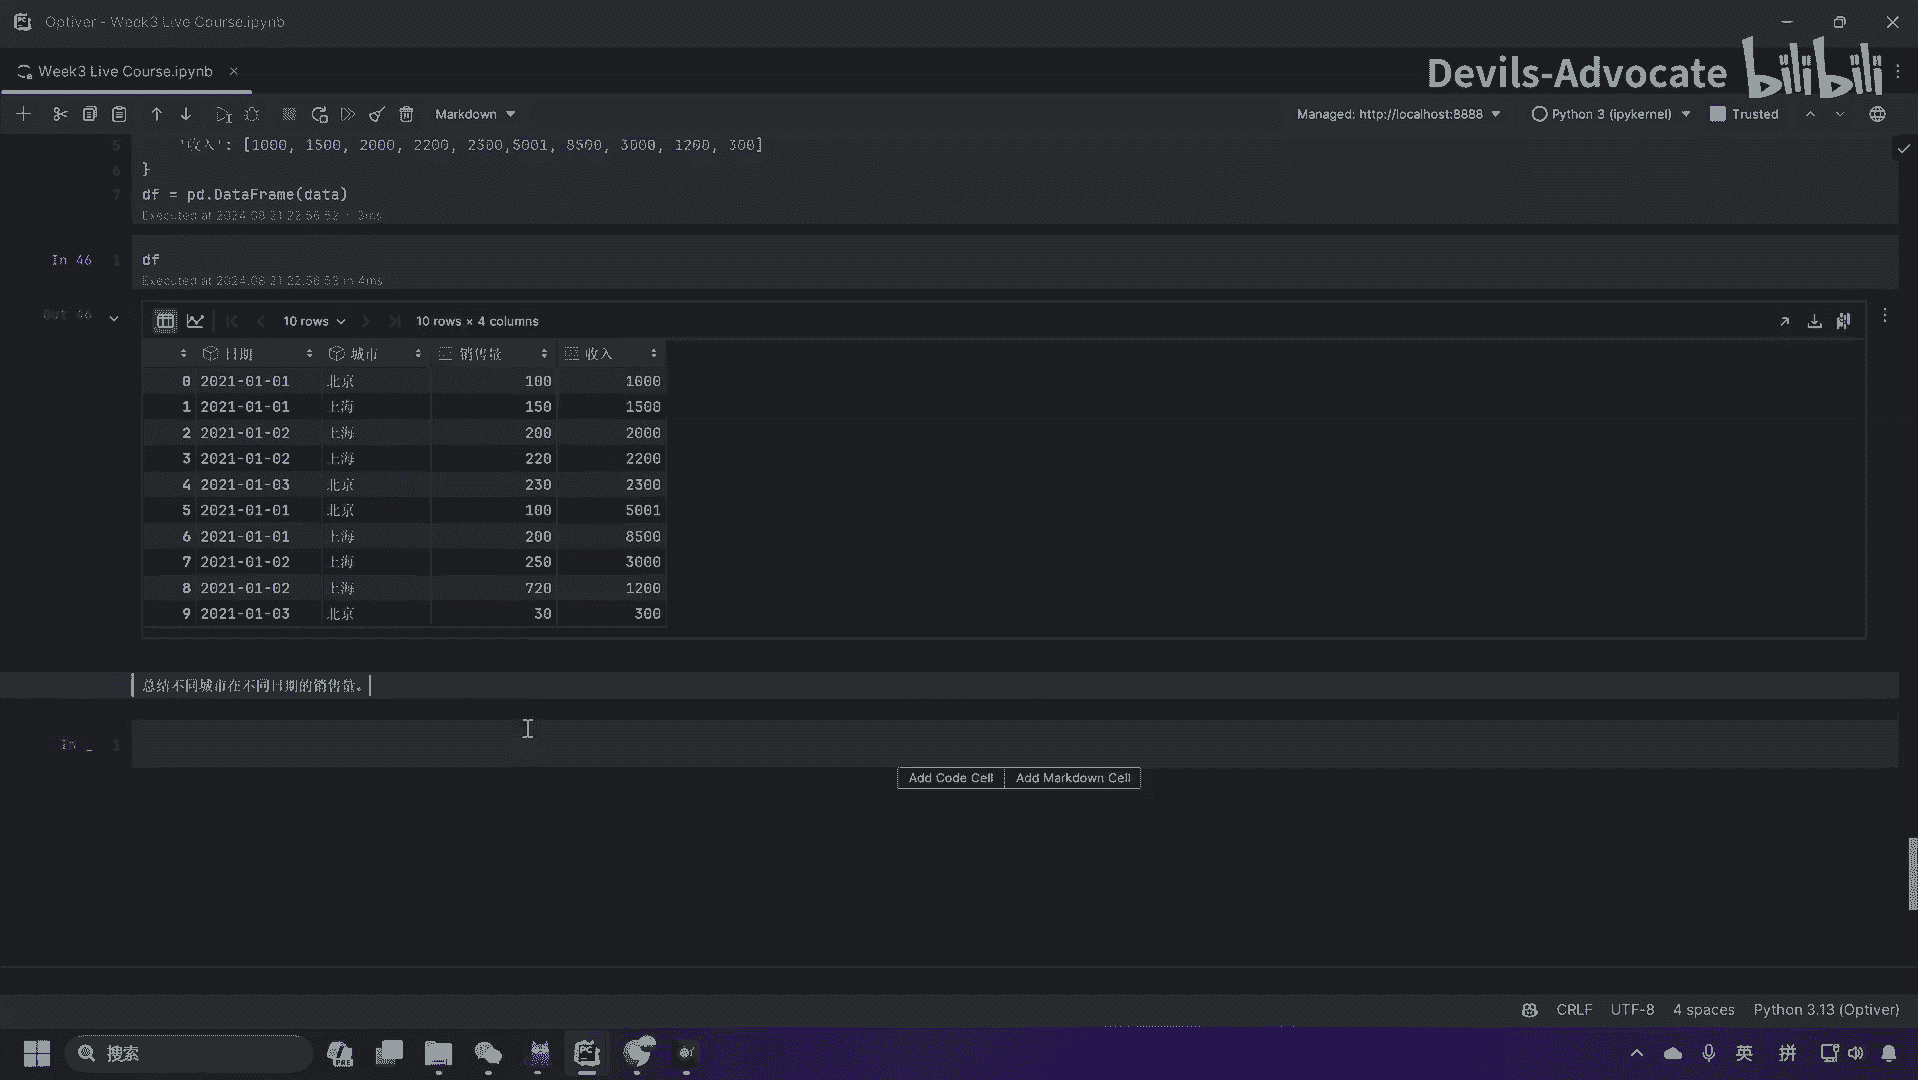 Optiver - Week3 Live Course.ipynb
Week3 Live Course.ipynb
Devils-Advocate bilibili
Markdown
Managed: http://localhost:8888
Python 3 (ipykernel)
Trusted
5 '收入': [1000, 1500, 2000, 2200, 2300,5001, 8500, 3000, 1200, 300]
6 }
7 df = pd.DataFrame(data)
Executed at 2024.08.21 22:56:52 in 3ms
In 46 1 df
Executed at 2024.08.21 22:56:53 in 4ms
Out 46
10 rows 10 rows × 4 columns
日期 城市 销售量 收入
0 2021-01-01 北京 100 1000
1 2021-01-01 上海 150 1500
2 2021-01-02 上海 200 2000
3 2021-01-02 上海 220 2200
4 2021-01-03 北京 230 2300
5 2021-01-01 北京 100 5001
6 2021-01-01 上海 200 8500
7 2021-01-02 上海 250 3000
8 2021-01-02 上海 720 1200
9 2021-01-03 北京 30 300
总结不同城市在不同日期的销售量。
In _ 1
Add Code Cell Add Markdown Cell
CRLF UTF-8 4 spaces Python 3.13 (Optiver)
搜索
PRE
PC
英 拼